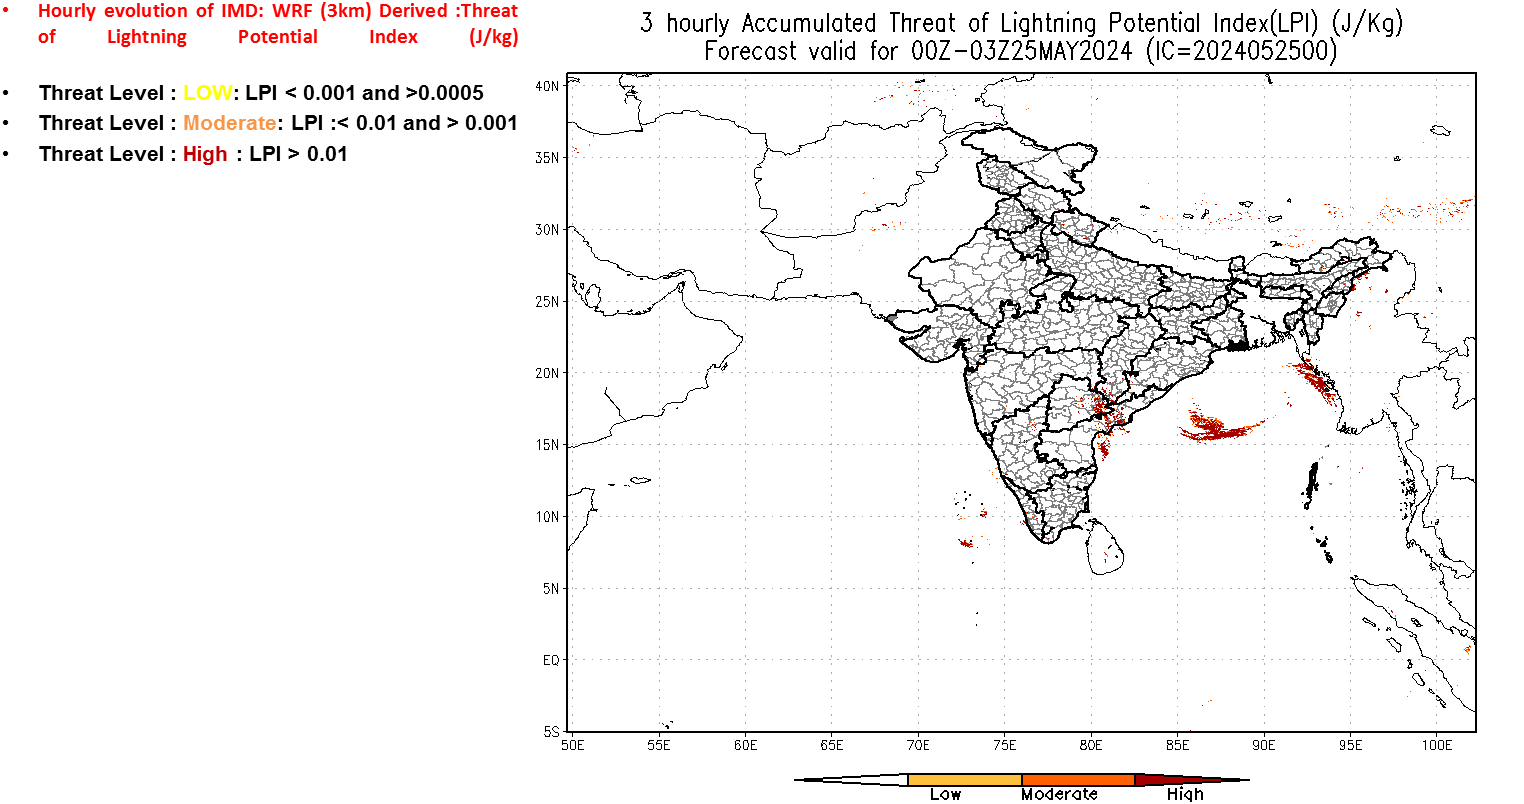 • Hourly evolution of IMD: WRF (3km) Derived :Threat
of Lightning Potential Index (J/kg)
• Threat Level : LOW: LPI < 0.001 and >0.0005
• Threat Level : Moderate: LPI :< 0.01 and > 0.001
• Threat Level : High : LPI > 0.01
3 hourly Accumulated Threat of Lightning Potential Index(LPI) (J/Kg)
Forecast valid for 00Z-03Z25MAY2024 (IC=2024052500)
40N
35N
30N
25N
20N
15N
10N
5N
EQ
5S
50E 55E 60E 65E 70E 75E 80E 85E 90E 95E 100E
Low Moderate High